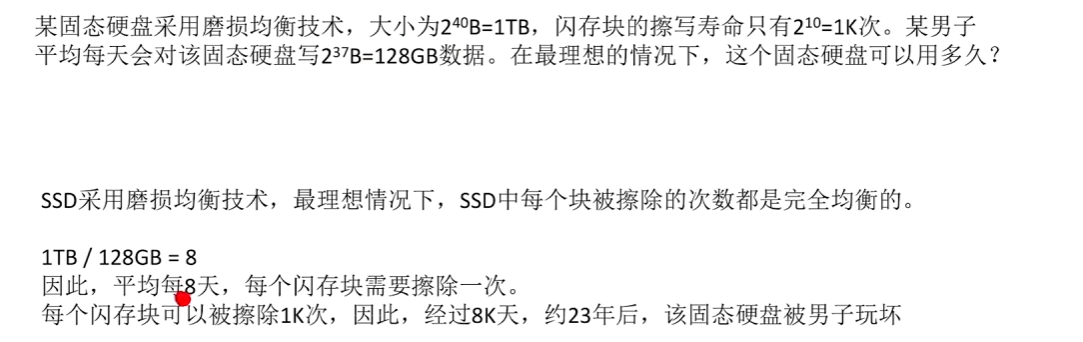 某固态硬盘采用磨损均衡技术，大小为2⁴⁰B=1TB，闪存块的擦写寿命只有2¹⁰=1K次。某男子
平均每天会对该固态硬盘写2³⁷B=128GB数据。在最理想的情况下，这个固态硬盘可以用多久？
SSD采用磨损均衡技术，最理想情况下，SSD中每个块被擦除的次数都是完全均衡的。
1TB / 128GB = 8
因此，平均每8天，每个闪存块需要擦除一次。
每个闪存块可以被擦除1K次，因此，经过8K天，约23年后，该固态硬盘被男子玩坏